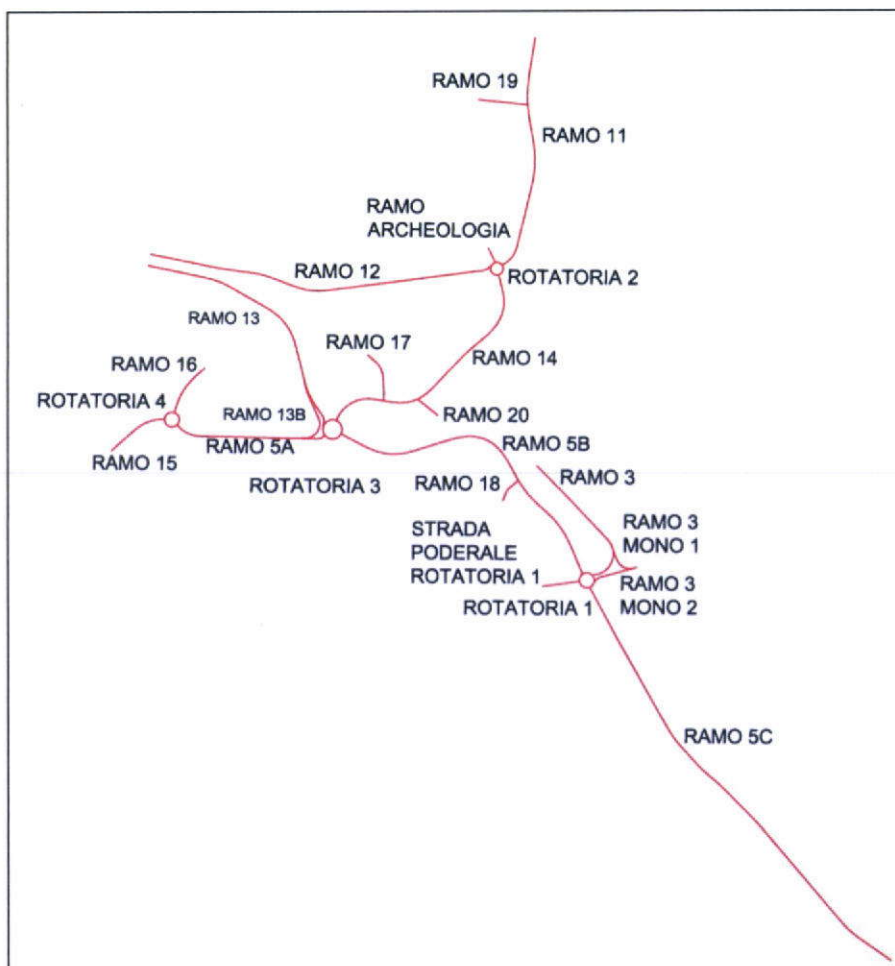 RAMO 19
RAMO 11
RAMO
ARCHEOLOGIA
RAMO 12
ROTATORIA 2
RAMO 13
RAMO 17
RAMO 14
RAMO 16
ROTATORIA 4
RAMO 13B
RAMO 20
RAMO 5A
RAMO 5B
RAMO 15
ROTATORIA 3
RAMO 18
RAMO 3
STRADA
PODERALE
ROTATORIA 1
RAMO 3
MONO 1
RAMO 3
MONO 2
ROTATORIA 1
RAMO 5C